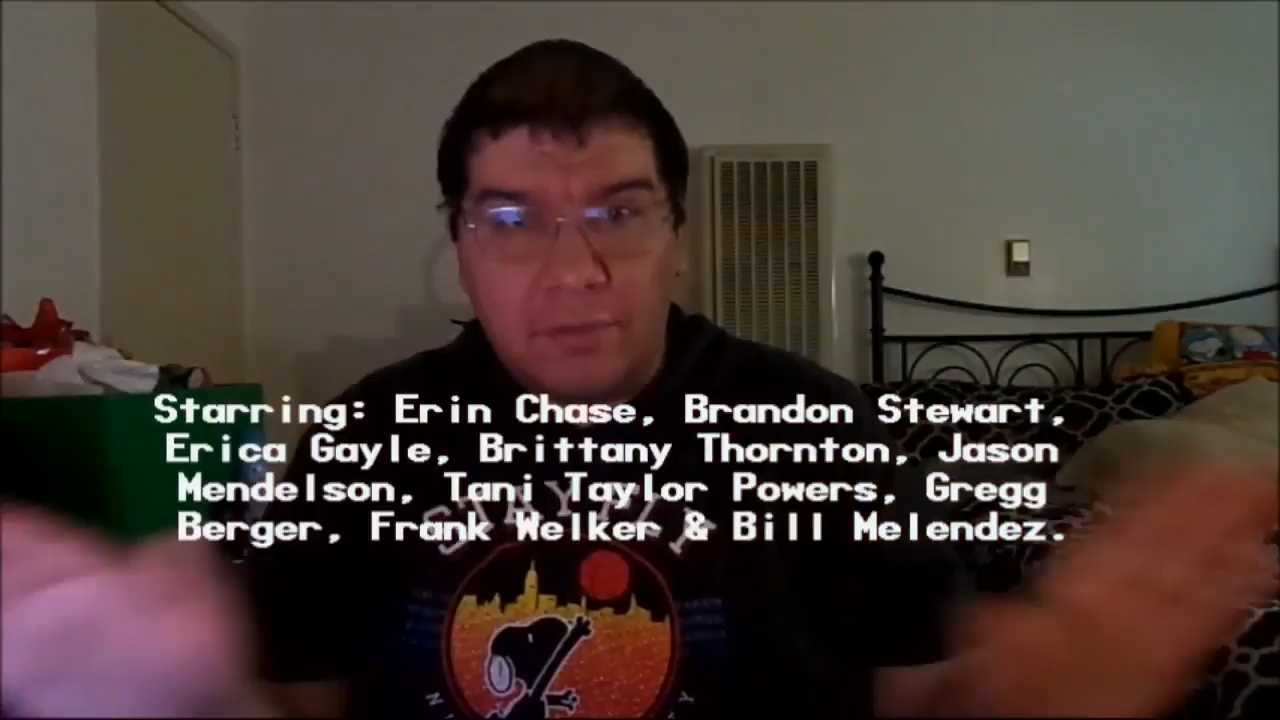 Starring: Erin Chase, Brandon Stewart,
Erica Gayle, Brittany Thornton, Jason
Mendelson, Tani Taylor Powers, Gregg
Berger, Frank Welker & Bill Melendez.